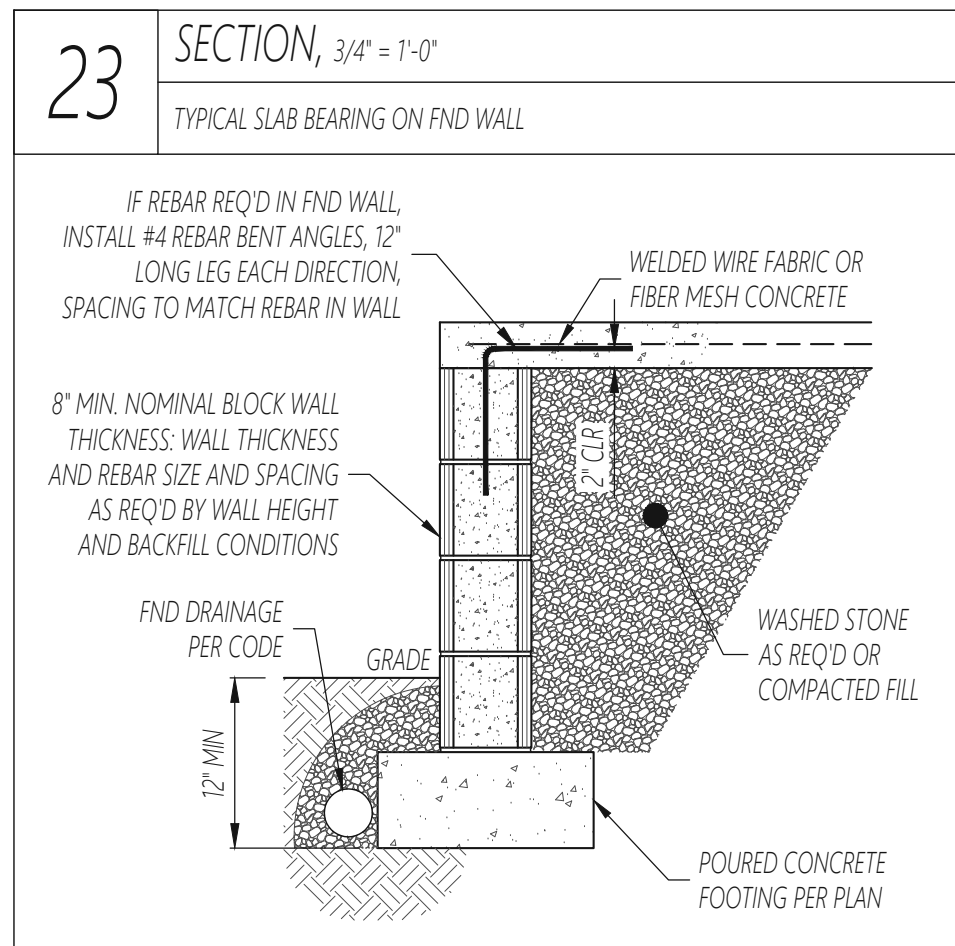 23
SECTION, 3/4" = 1'-0"
TYPICAL SLAB BEARING ON FND WALL
IF REBAR REQ'D IN FND WALL,
INSTALL #4 REBAR BENT ANGLES, 12"
LONG LEG EACH DIRECTION,
SPACING TO MATCH REBAR IN WALL
WELDED WIRE FABRIC OR
FIBER MESH CONCRETE
8" MIN. NOMINAL BLOCK WALL
THICKNESS: WALL THICKNESS
AND REBAR SIZE AND SPACING
AS REQ'D BY WALL HEIGHT
AND BACKFILL CONDITIONS
2" CLR
FND DRAINAGE
PER CODE
GRADE
WASHED STONE
AS REQ'D OR
COMPACTED FILL
12" MIN
POURED CONCRETE
FOOTING PER PLAN